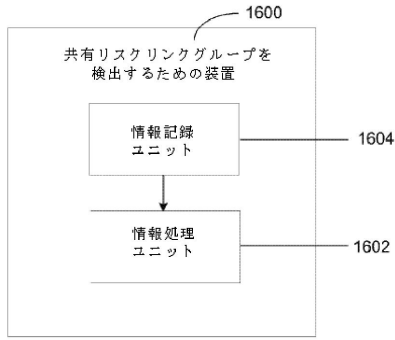 1600
共有リスクリンクグループを
検出するための装置
情報記録
ユニット
1604
情報処理
ユニット
1602